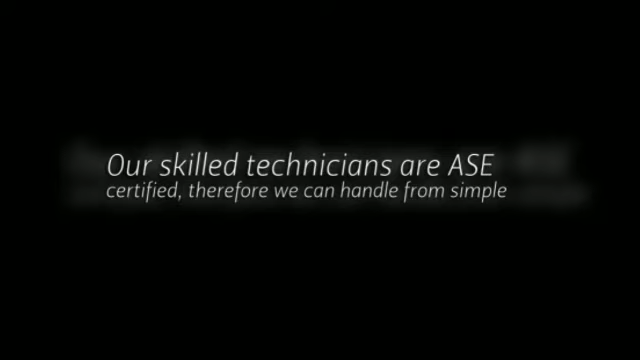 Our skilled technicians are ASE
certified, therefore we can handle from simple